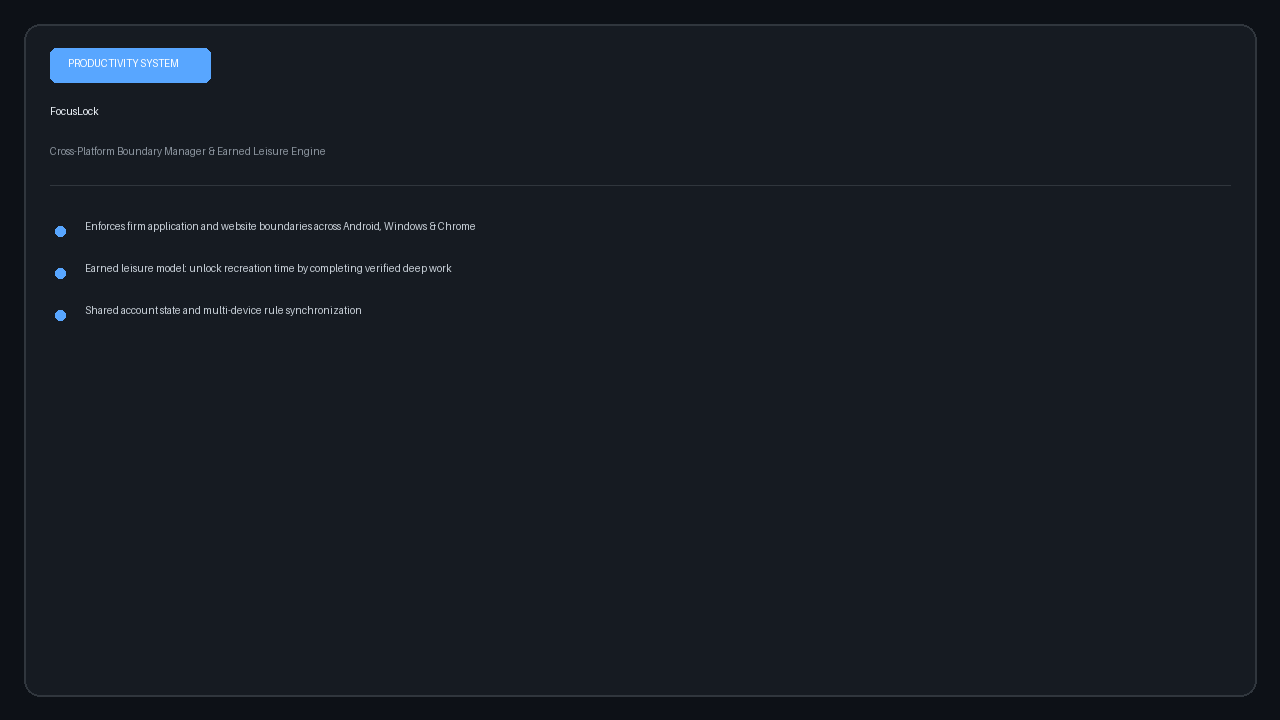 PRODUCTIVITY SYSTEM
FocusLock
Cross-Platform Boundary Manager & Earned Leisure Engine
Enforces firm application and website boundaries across Android, Windows & Chrome
Earned leisure model: unlock recreation time by completing verified deep work
Shared account state and multi-device rule synchronization